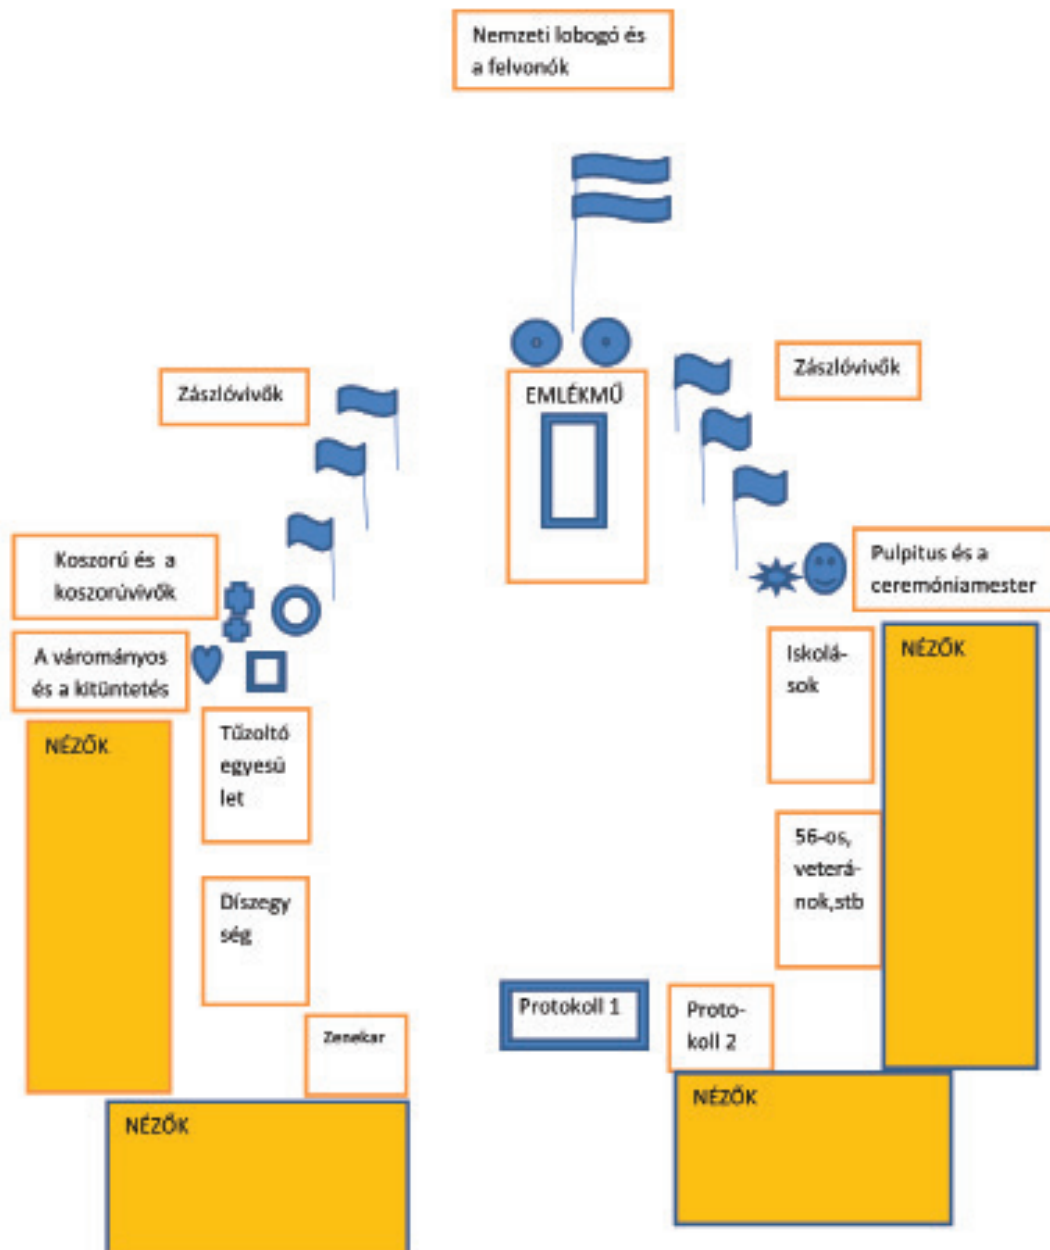 Nemzeti lobogó és
a felvonók
Zászlóvivők
EMLÉKMŰ
Zászlóvivők
Koszorú és a
koszorúvivők
Pulpitus és a
ceremóniamester
A várományos
és a kitüntetés
Iskolá-
sok
NÉZŐK
NÉZŐK
Tűzoltó
egyesü
let
56-os,
veterá-
nok,stb
Díszegy
ség
Protokoll 1
Proto-
koll 2
Zenekar
NÉZŐK
NÉZŐK